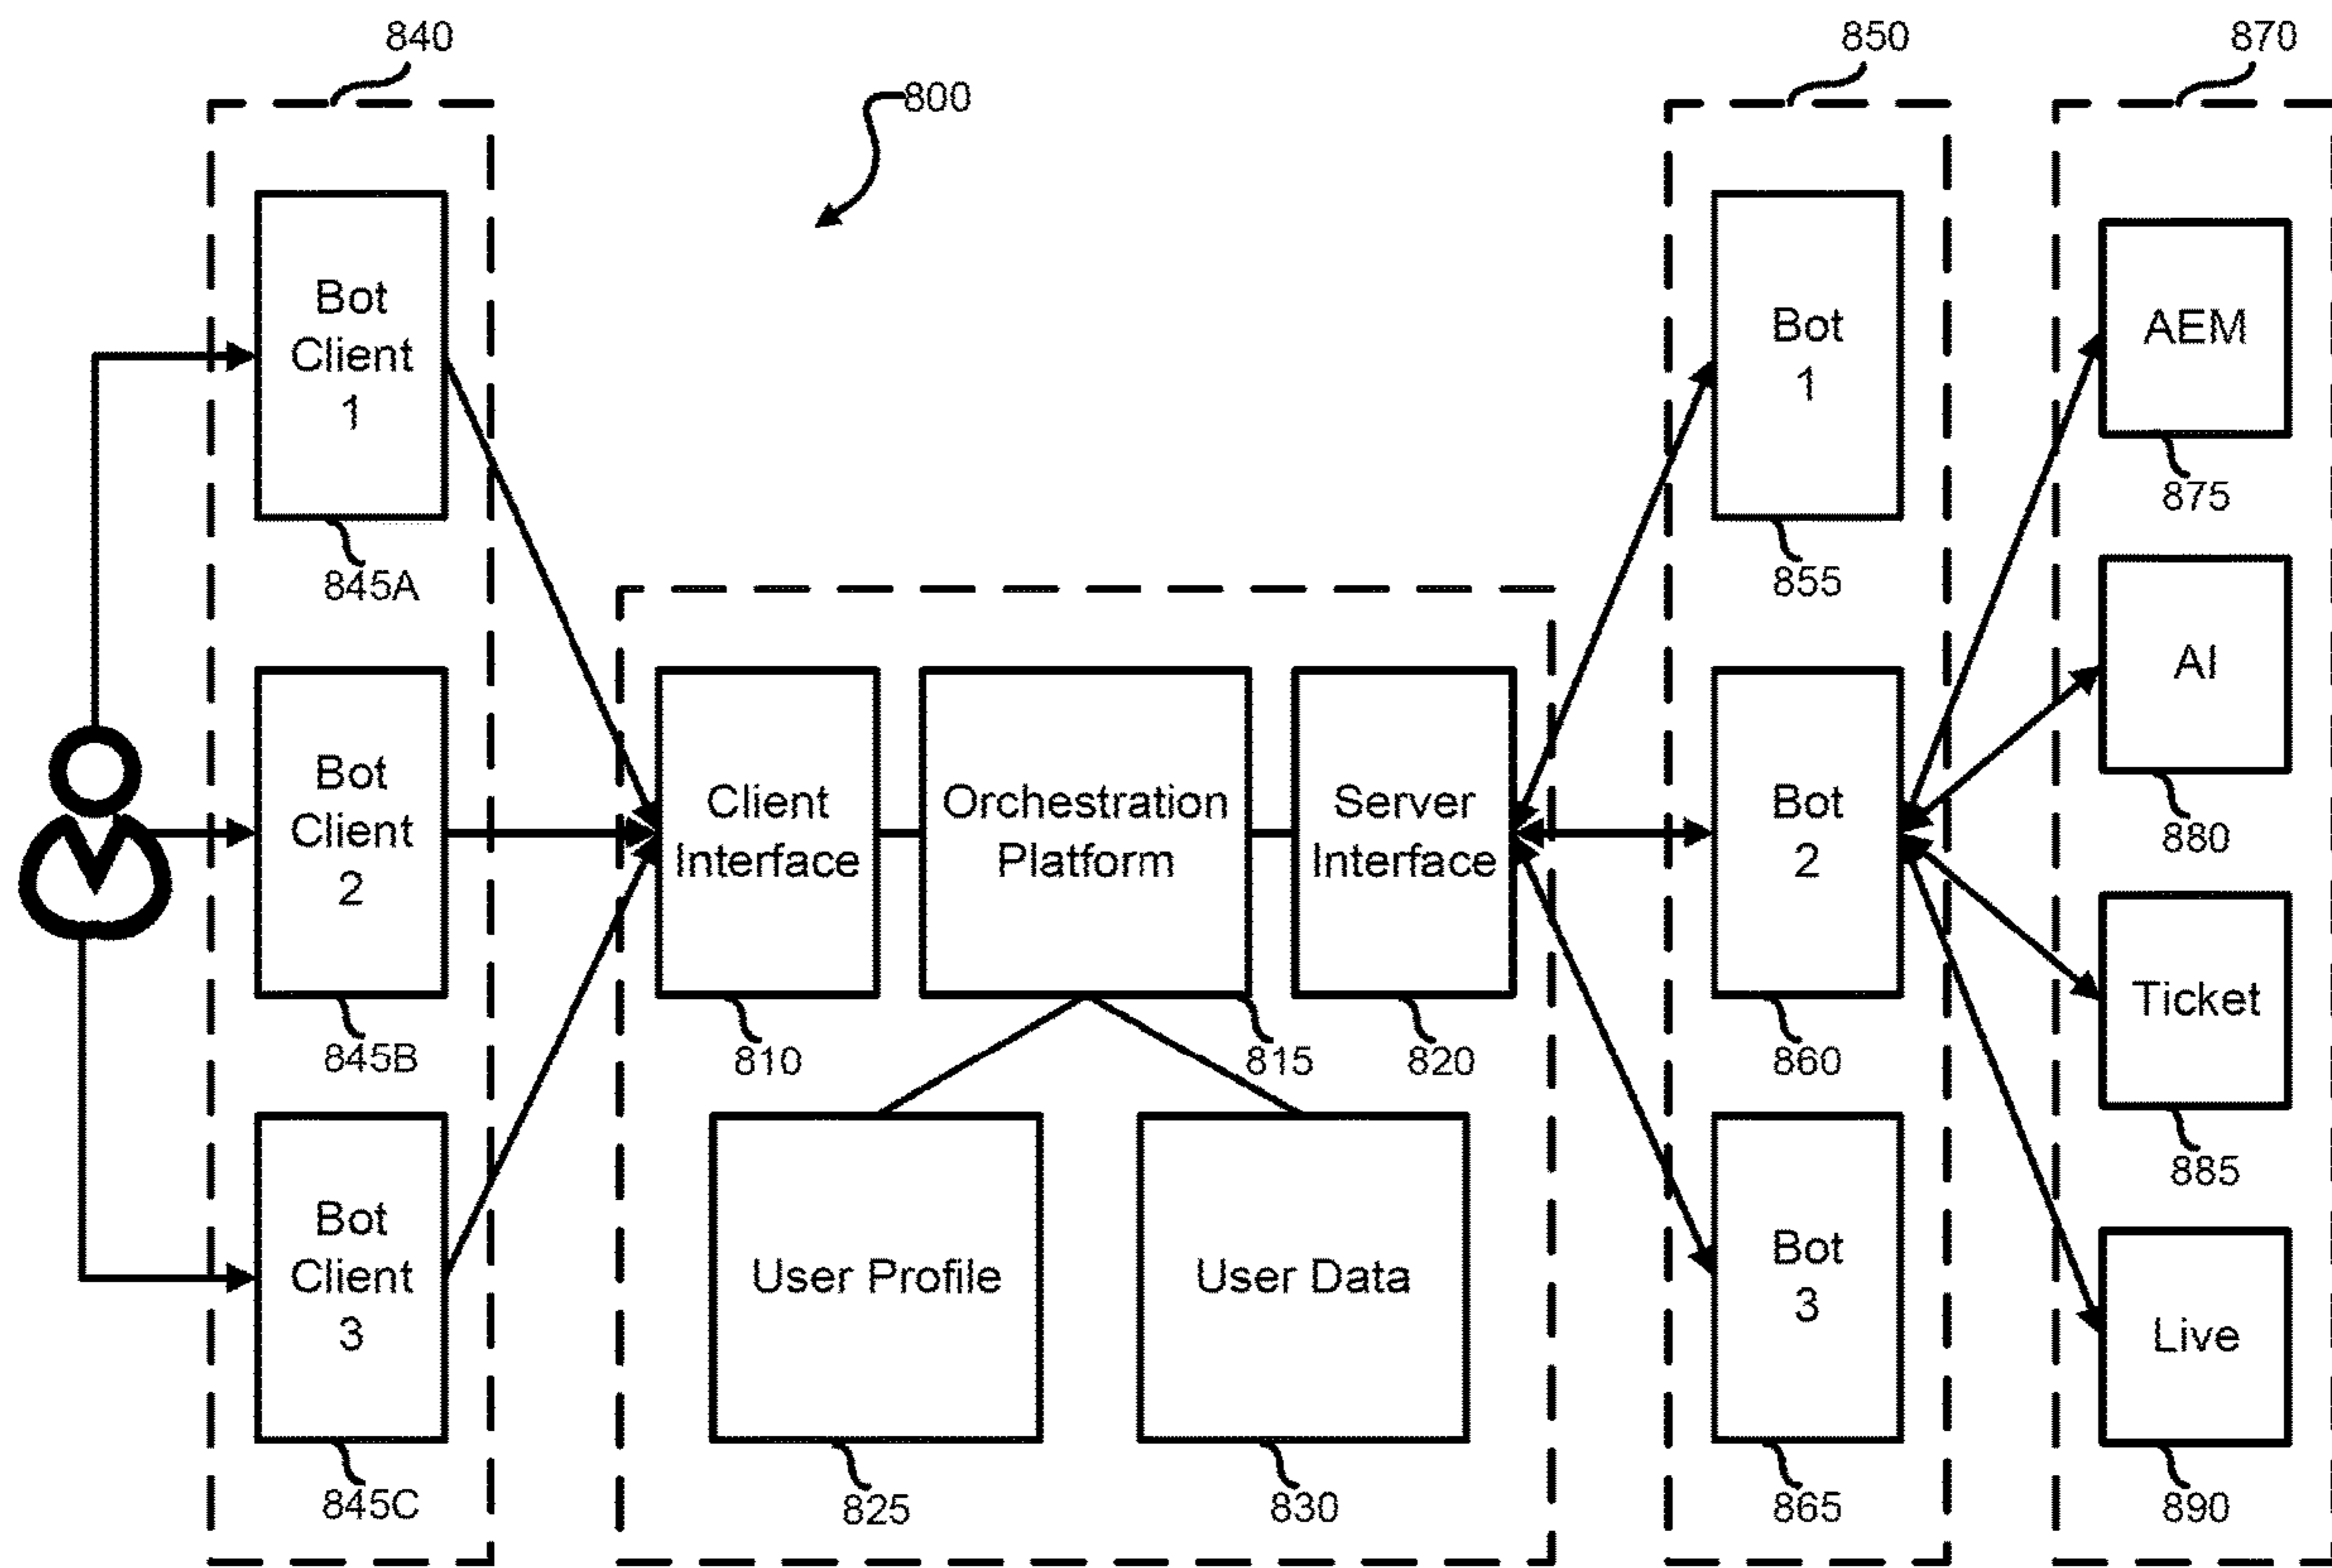 840
800
850
870
Bot
Client
1
845A
Bot
Client
2
845B
Bot
Client
3
845C
Client
Interface
810
Orchestration
Platform
815
Server
Interface
820
User Profile
825
User Data
830
Bot
1
855
Bot
2
860
Bot
3
865
AEM
875
AI
880
Ticket
885
Live
890